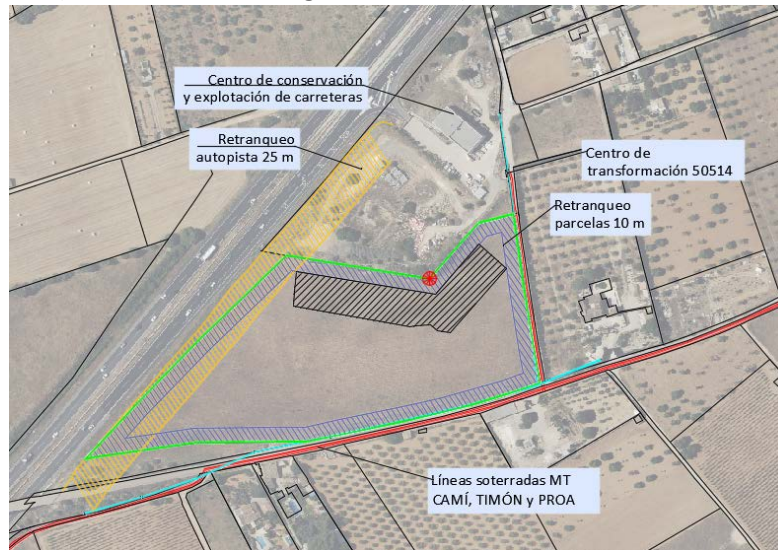 Centro de conservación
y explotación de carreteras
Retranqueo
autopista 25 m
Centro de
transformación 50514
Retranqueo
parcelas 10 m
Líneas soterradas MT
CAMÍ, TIMÓN y PROA